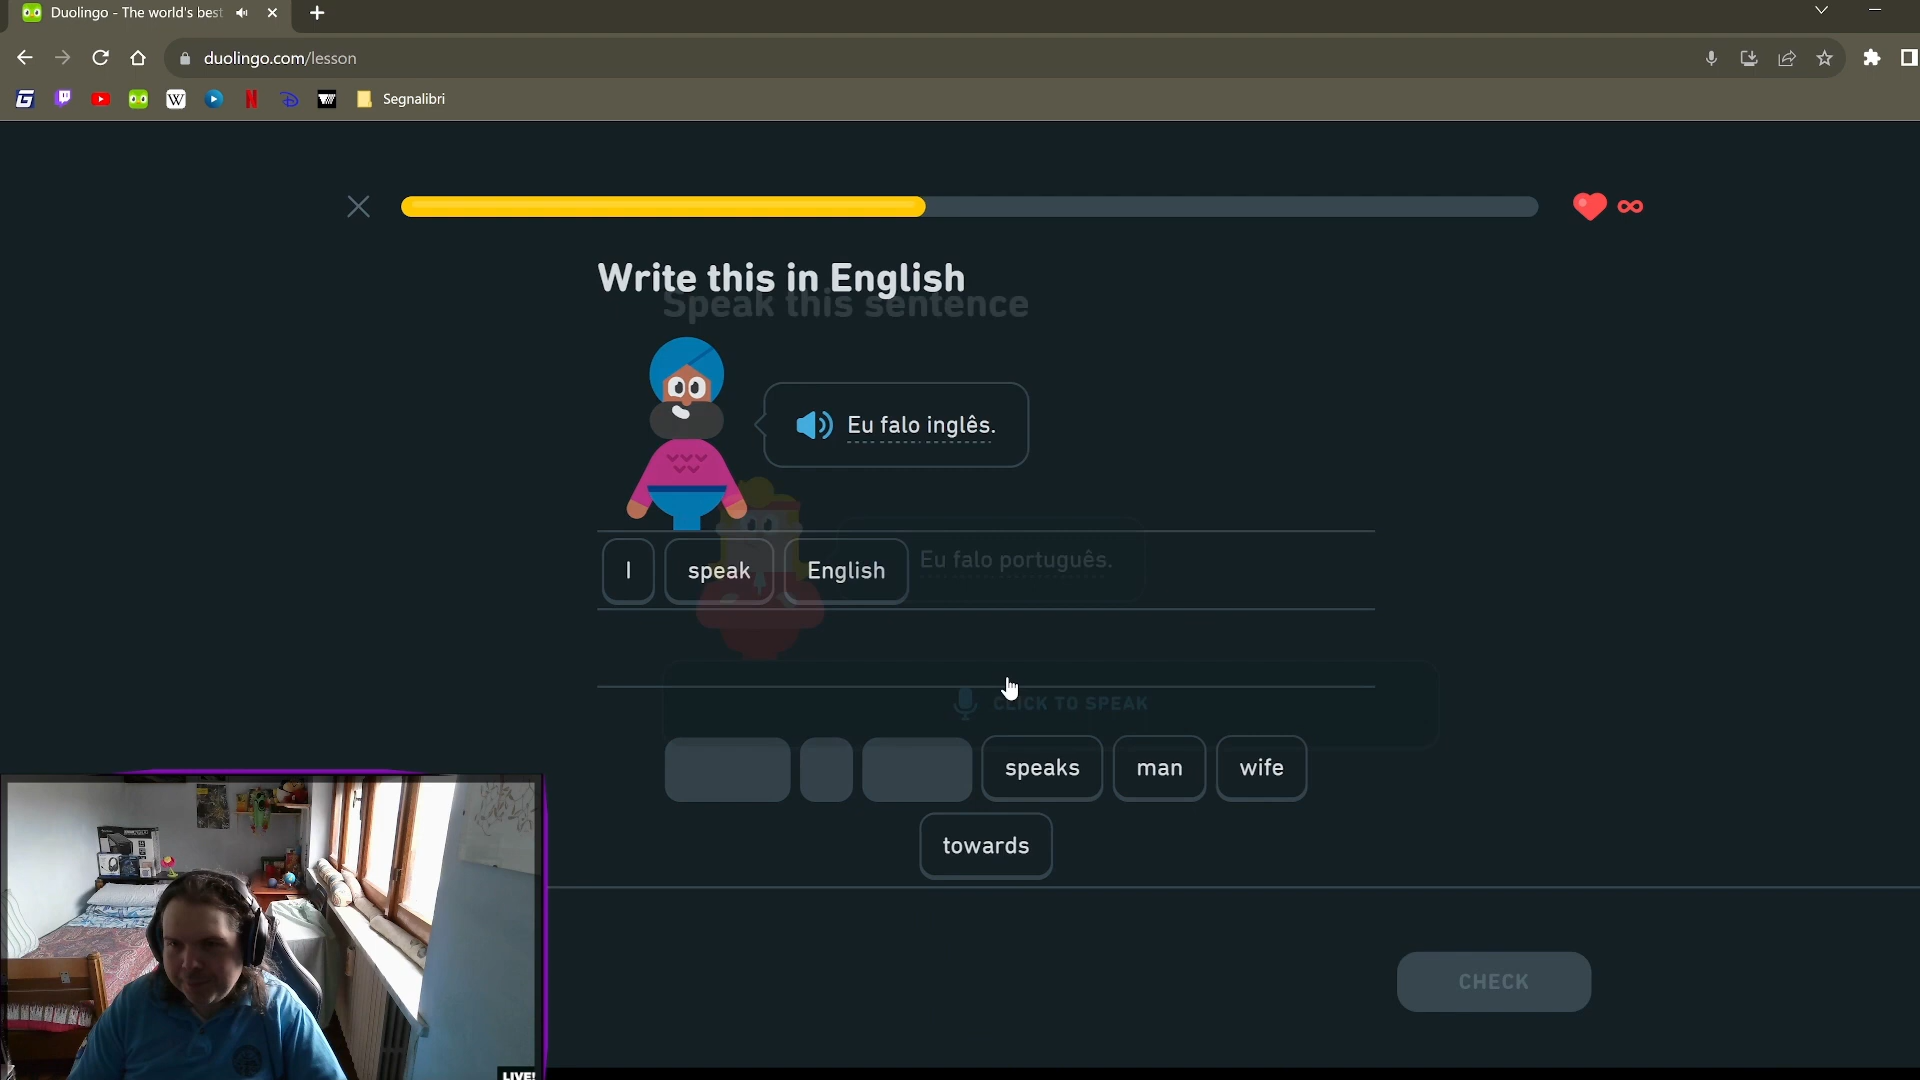 Duolingo - The world's best
duolingo.com/lesson
W
N
Segnalibri
Write this in English
Speak this sentence
Eu falo inglês.
Eu falo português.
I speak English
CLICK TO SPEAK
speaks man wife
towards
CHECK
LIVE!